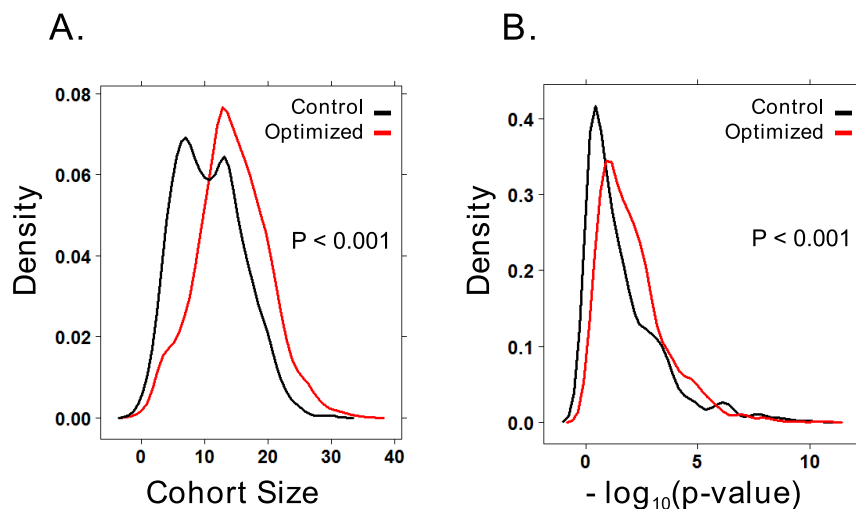 A.
Density
0.08
0.06
0.04
0.02
0.00
Control
Optimized
P < 0.001
0 10 20 30 40
Cohort Size
B.
Density
0.4
0.3
0.2
0.1
0.0
Control
Optimized
P < 0.001
0 5 10
- log₁₀(p-value)